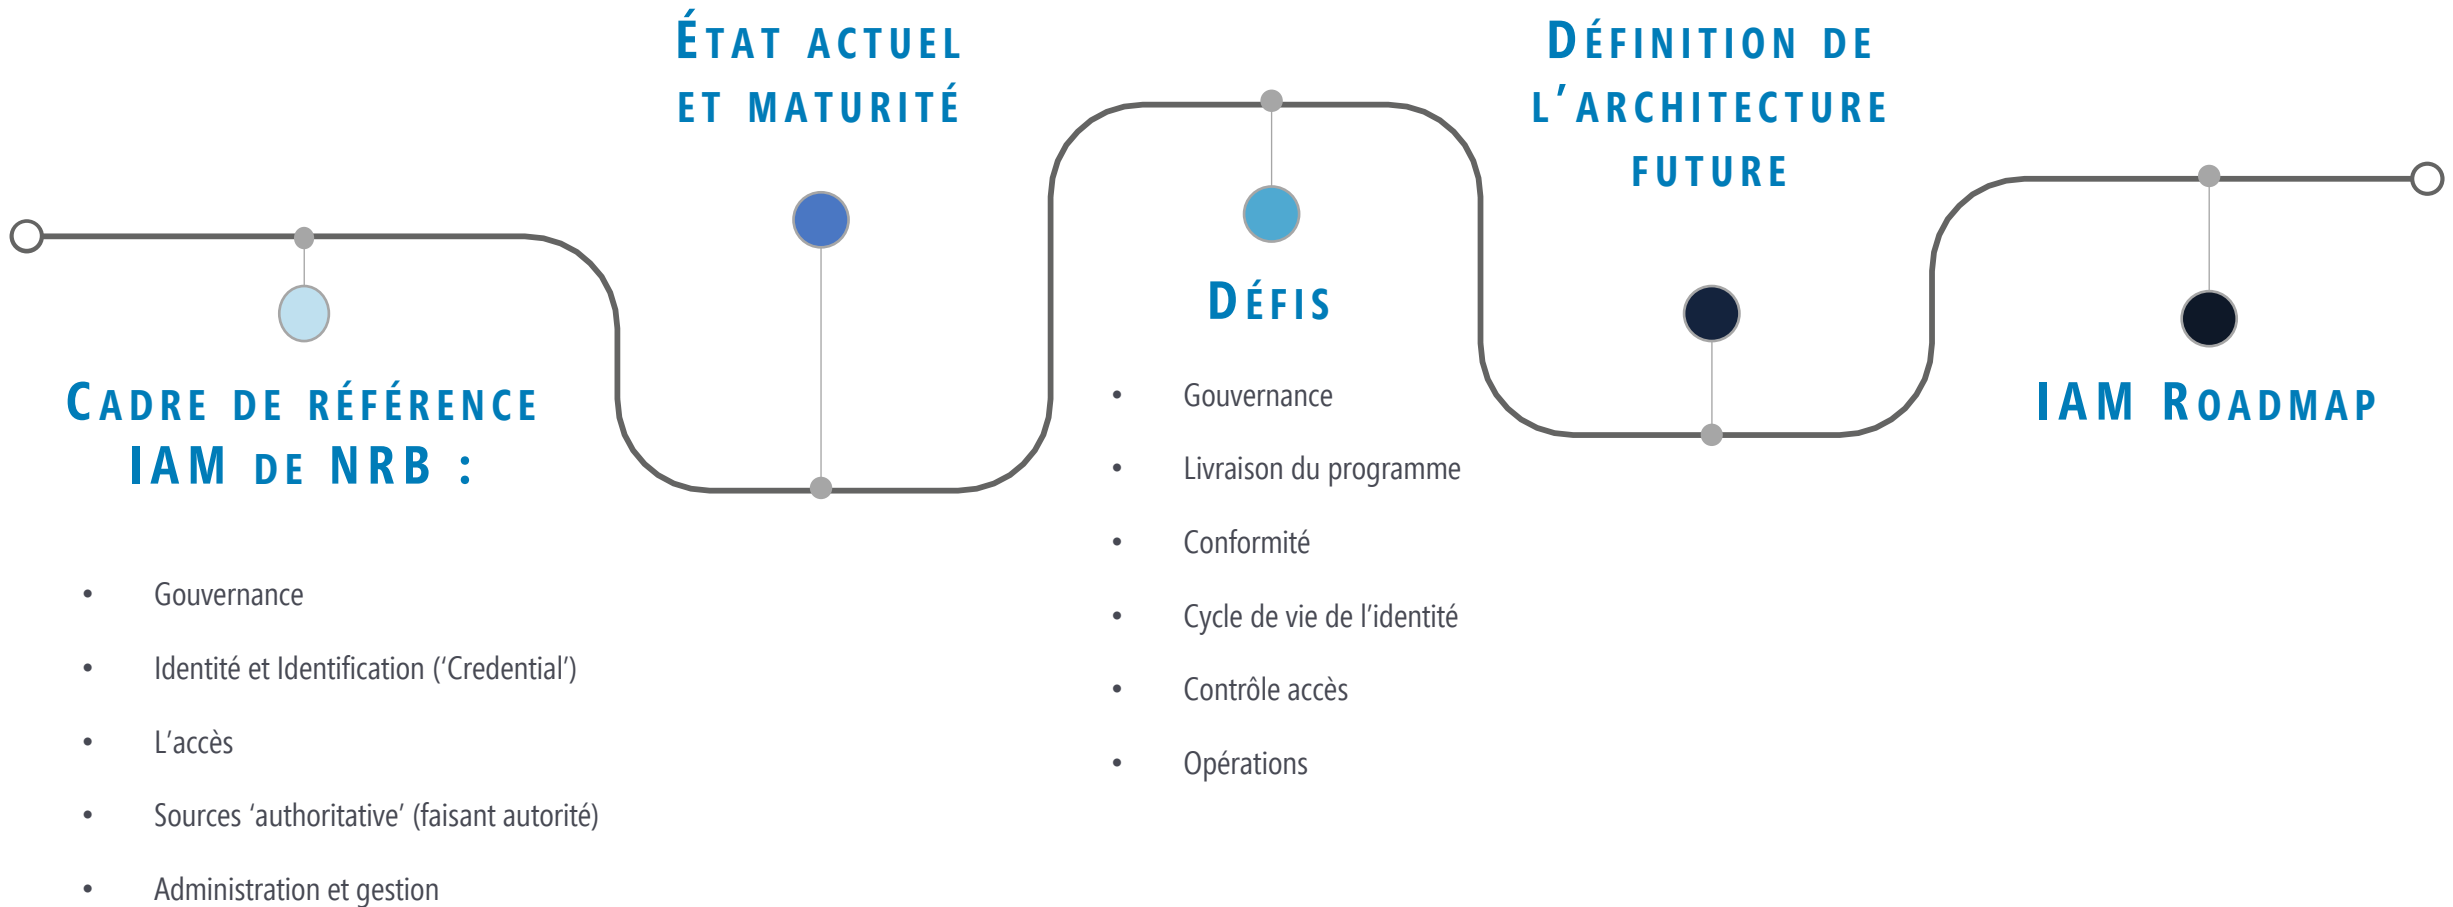 État actuel
et maturité
Définition de
l’architecture
future
Défis
Cadre de référence
IAM de NRB :
IAM Roadmap
• Gouvernance
• Livraison du programme
• Conformité
• Cycle de vie de l’identité
• Contrôle accès
• Opérations
• Gouvernance
• Identité et Identification (‘Credential’)
• L’accès
• Sources ‘authoritative’ (faisant autorité)
• Administration et gestion